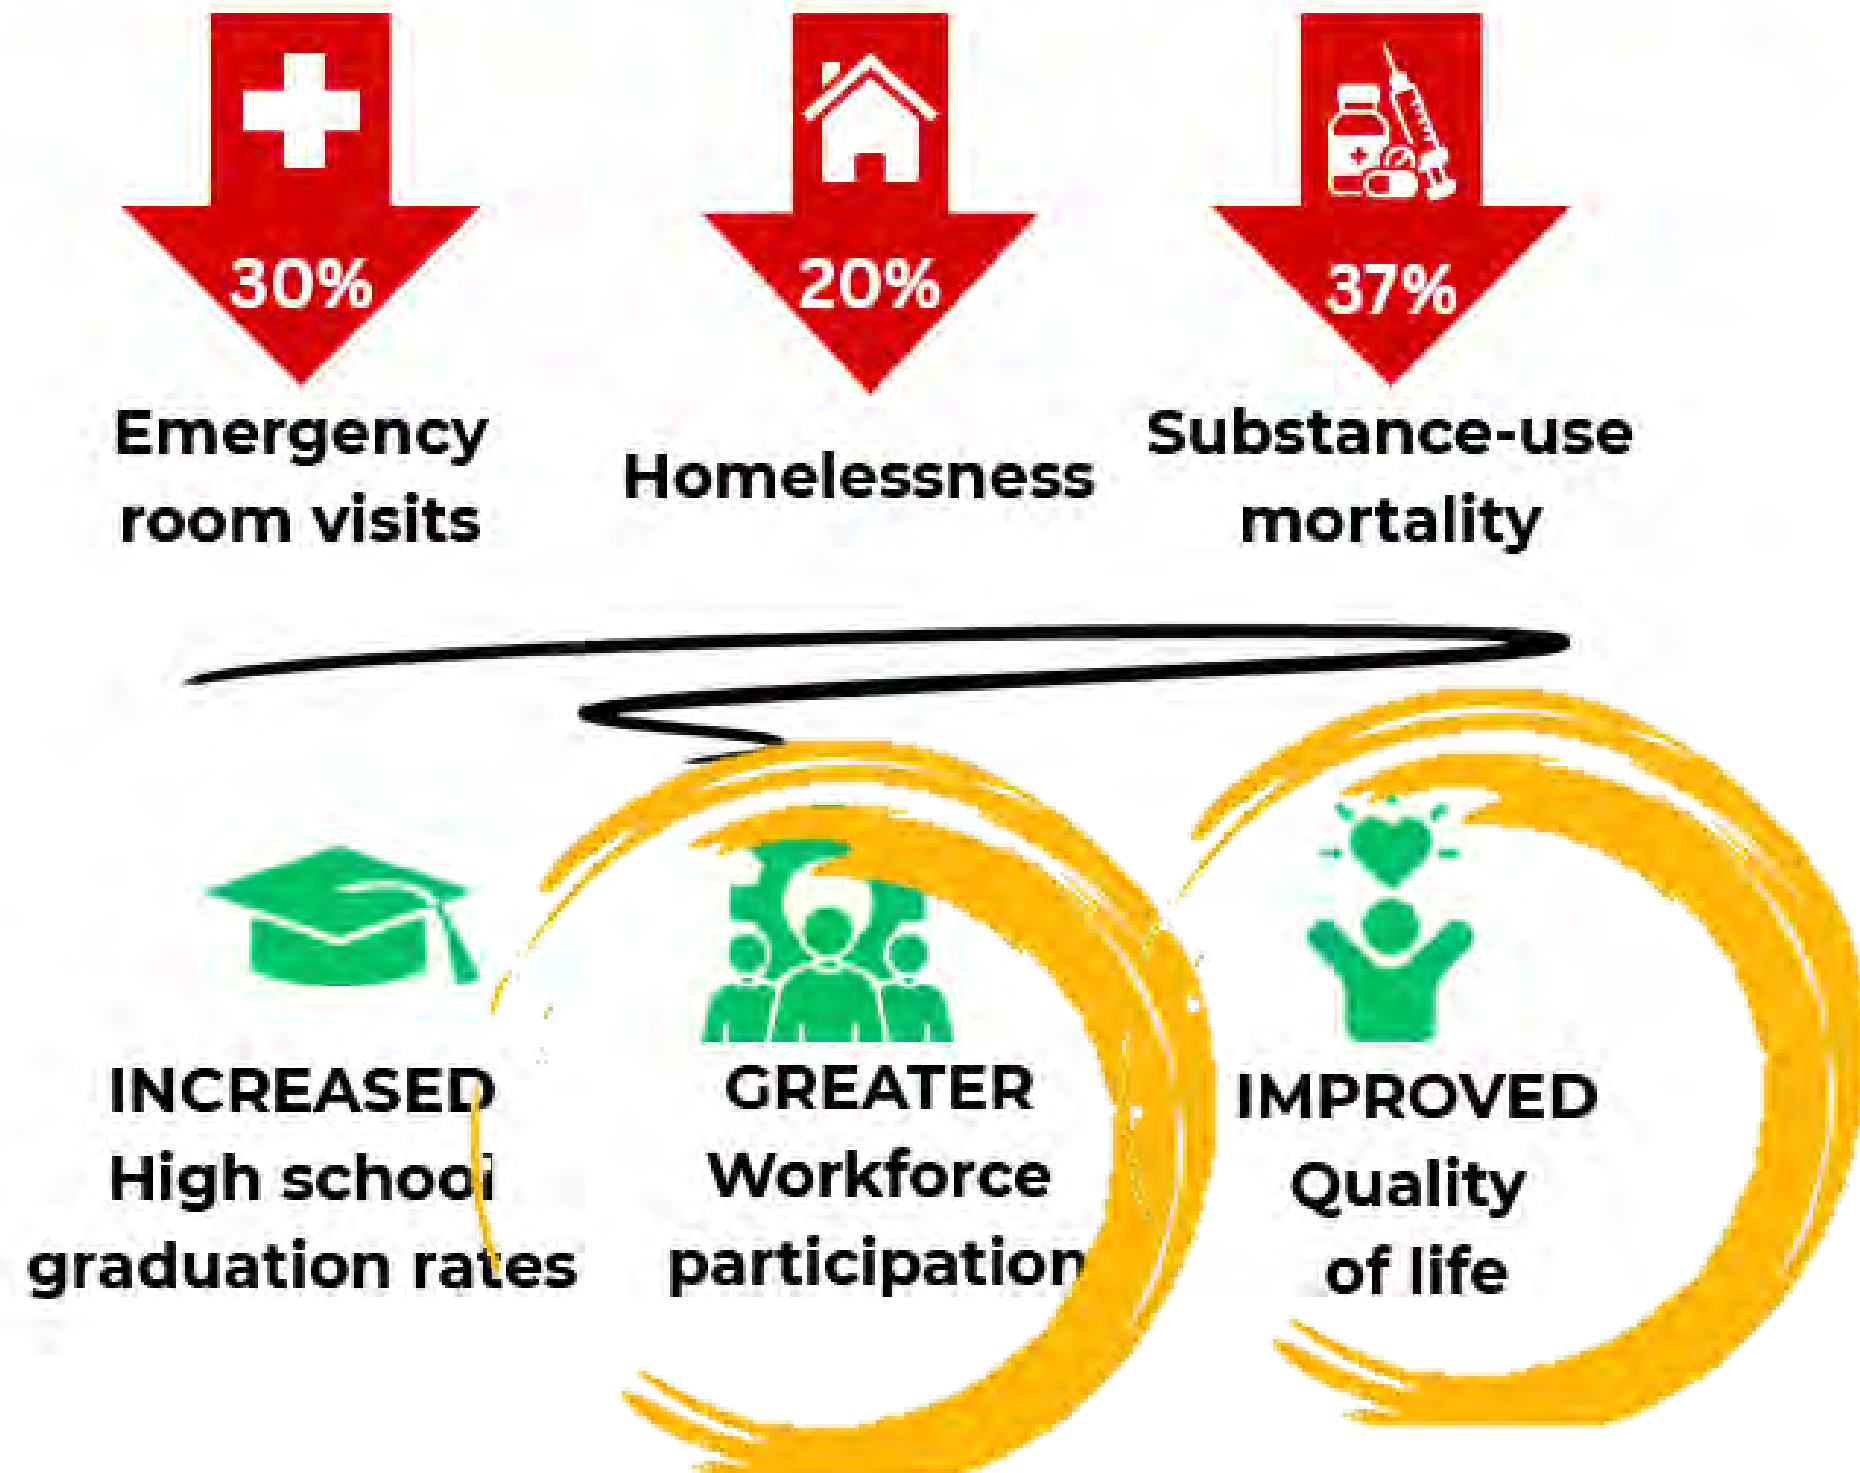 30%
20%
37%
Emergency
room visits
Homelessness
Substance-use
mortality
INCREASED
High school
graduation rates
GREATER
Workforce
participation
IMPROVED
Quality
of life